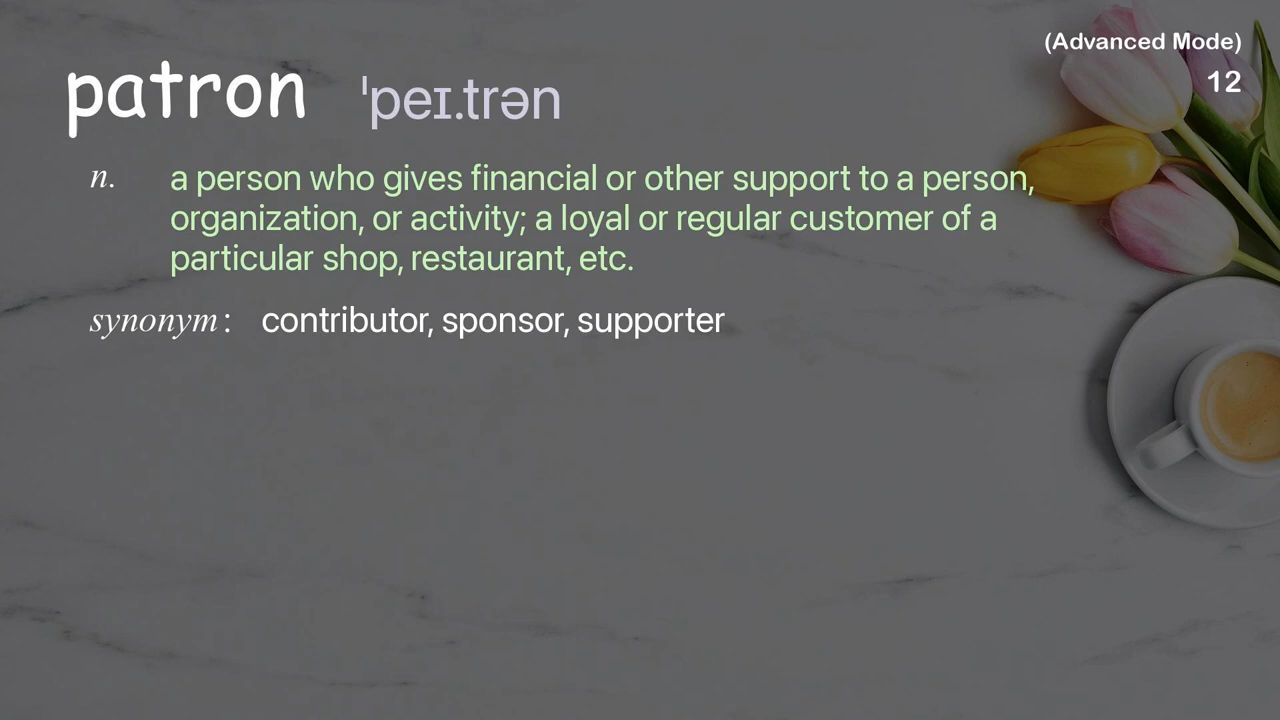 (Advanced Mode)
12
patron ˈpeɪ.trən
n. a person who gives financial or other support to a person,
organization, or activity; a loyal or regular customer of a
particular shop, restaurant, etc.
synonym: contributor, sponsor, supporter